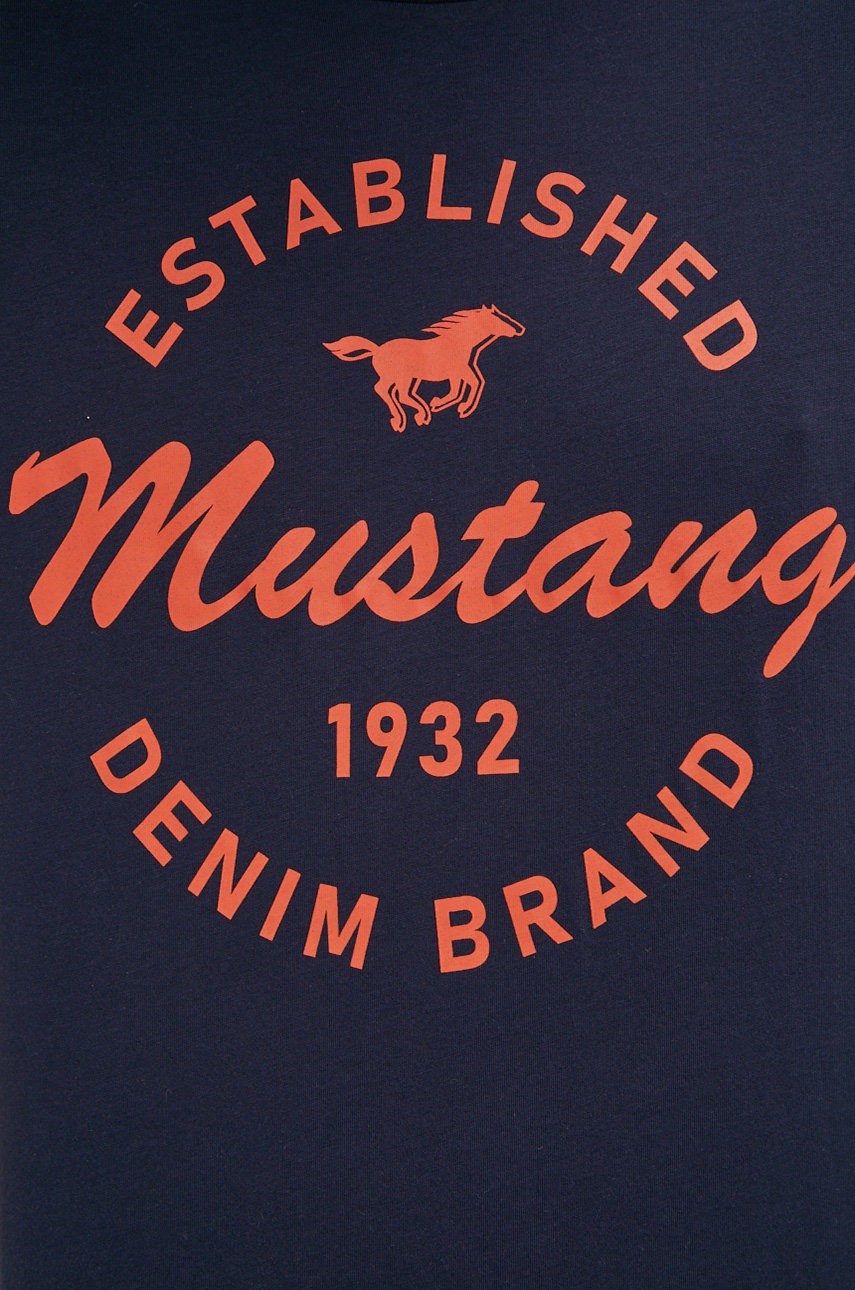 ESTABLISHED
Mustang
1932
DENIM BRAND